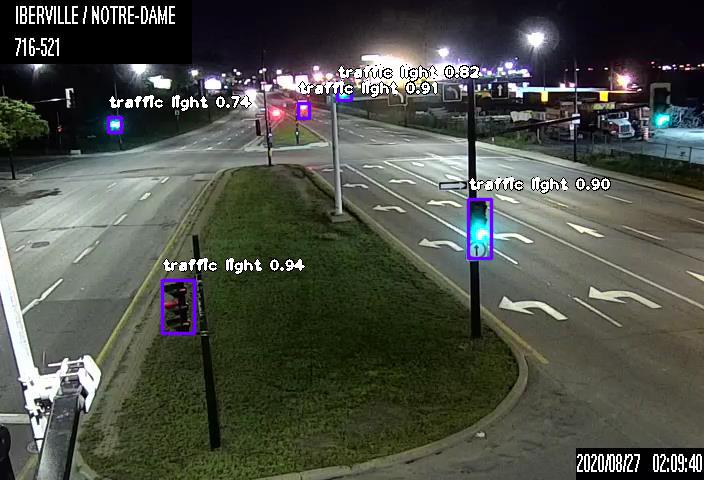 IBERVILLE / NOTRE-DAME
716-521
traffic light 0.82
traffic light 0.91
traffic light 0.74
traffic light 0.90
traffic light 0.94
2020/08/27 02:09:40